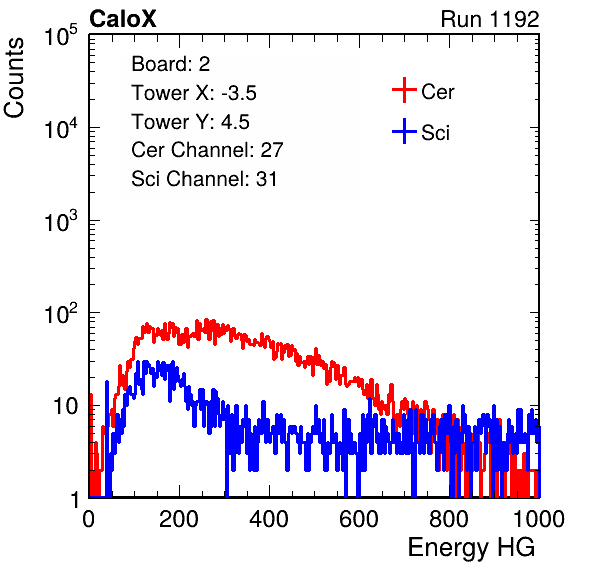 CaloX Run 1192
Counts
10^5
10^4
10^3
10^2
10
1
Board: 2
Tower X: -3.5
Tower Y: 4.5
Cer Channel: 27
Sci Channel: 31
Cer
Sci
0 200 400 600 800 1000
Energy HG